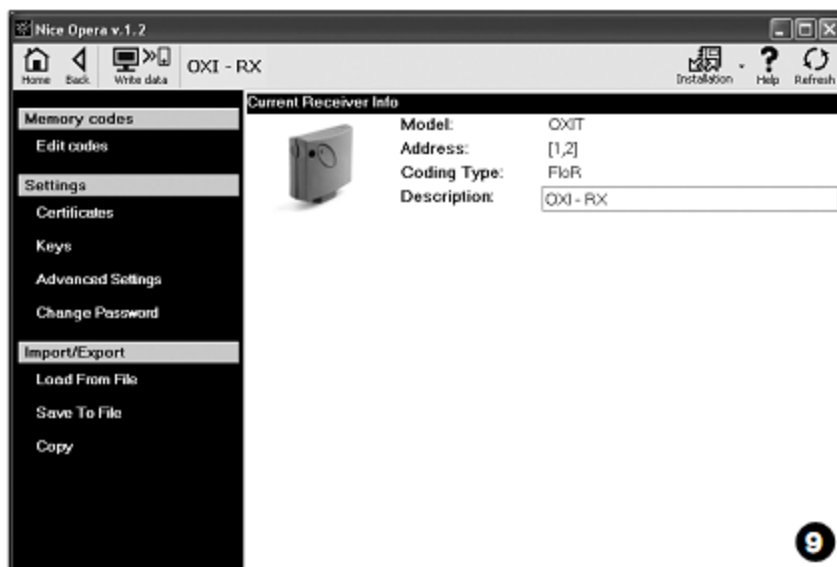 Nice Opera v.1.2
Home Back Write data OXI - RX Installation Help Refresh
Current Receiver Info
Memory codes
Edit codes
Settings
Certificates
Keys
Advanced Settings
Change Password
Import/Export
Load From File
Save To File
Copy
Model: OXIT
Address: [1,2]
Coding Type: FloR
Description: OXI - RX
9